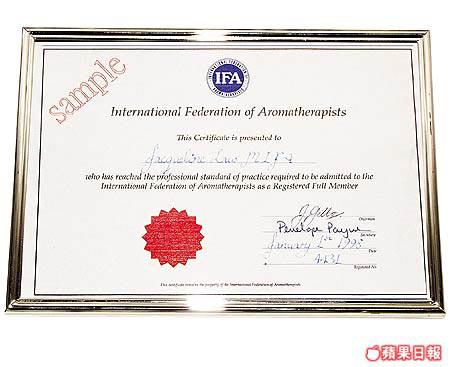 sample
INTERNATIONAL FEDERATION
IFA
International Federation of Aromatherapists
This Certificate is presented to
Jacqueline
who has reached the professional standard of practice required to be admitted to the
International Federation of Aromatherapists as a Registered Full Member
Chairman
Penelope Payne
Secretary
January 1st 1995
Date
4431
Registered No.
This certificate remains the property of the International Federation of Aromatherapists
蘋果日報